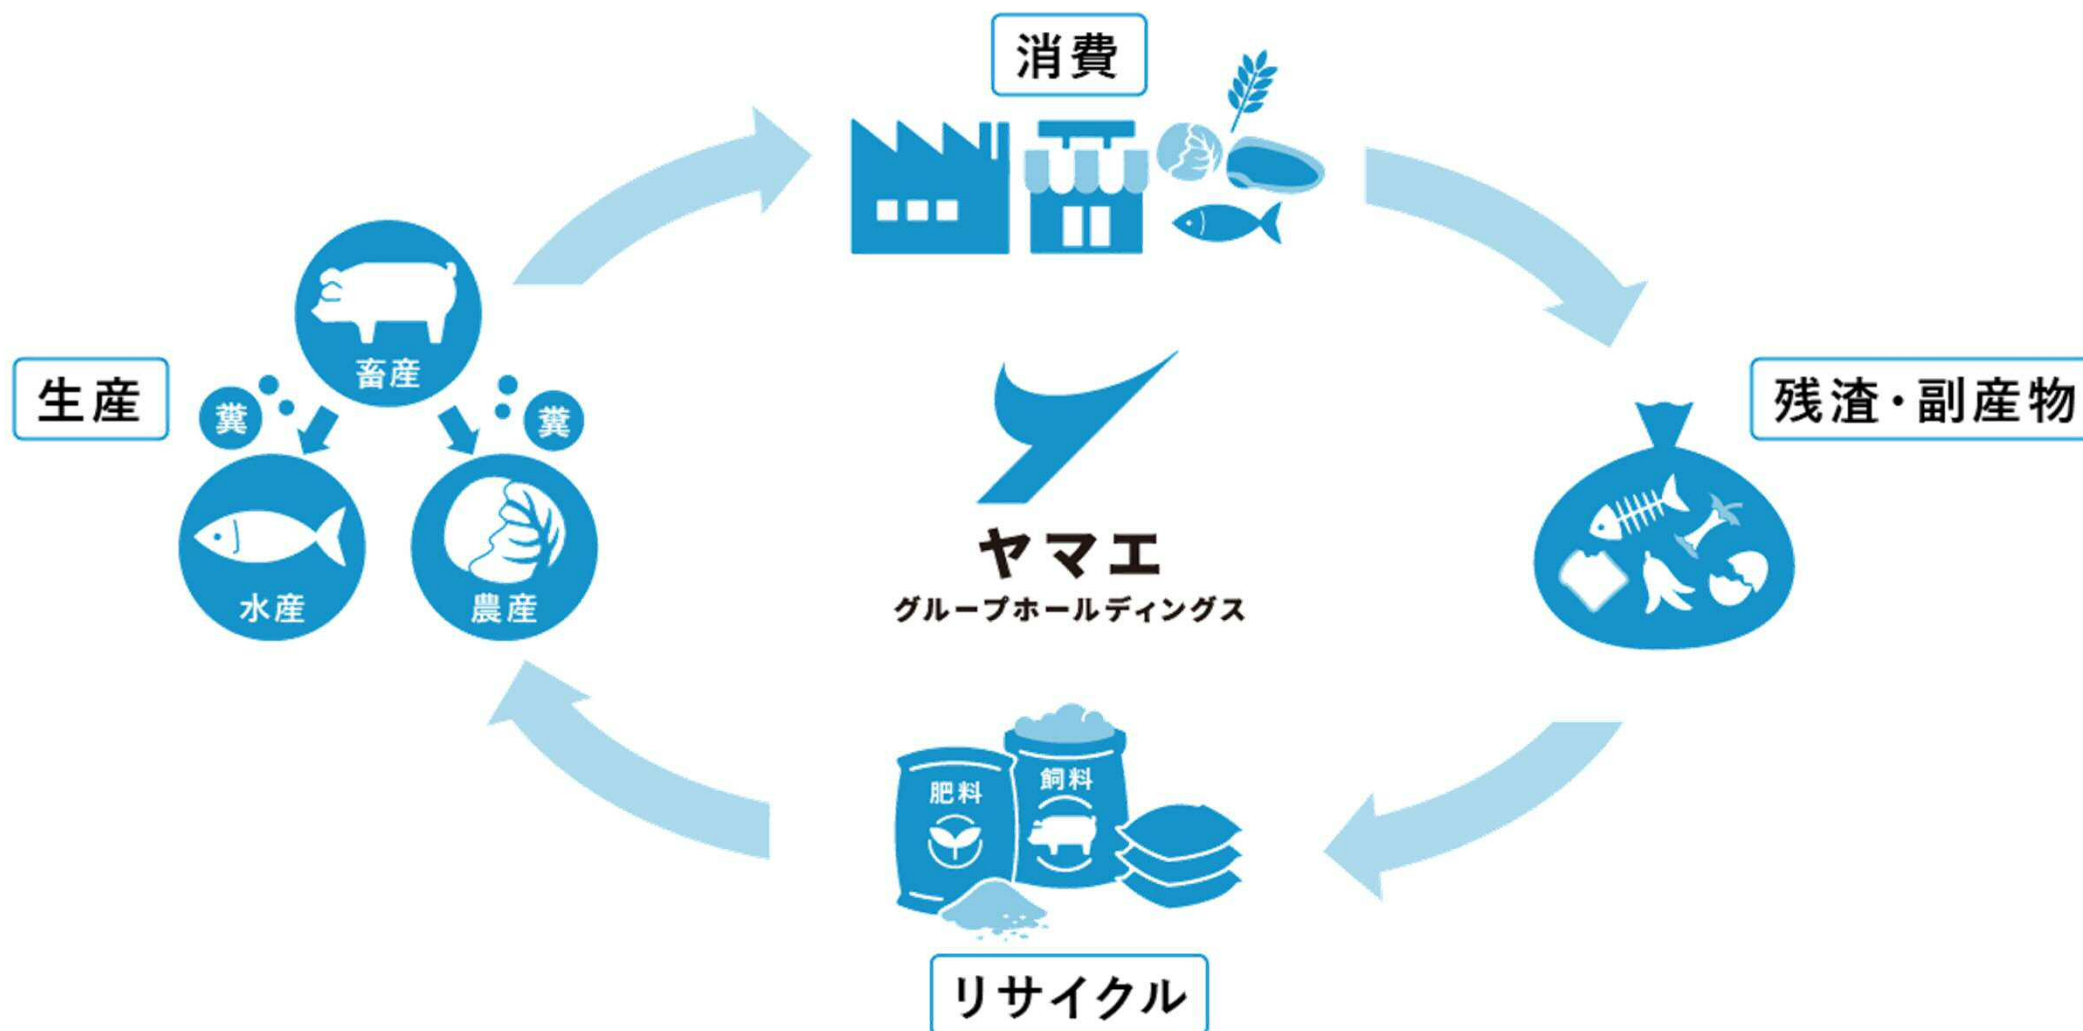 消費
生産
畜産
糞
糞
水産
農産
残渣・副産物
ヤマエ
グループホールディングス
肥料
飼料
リサイクル